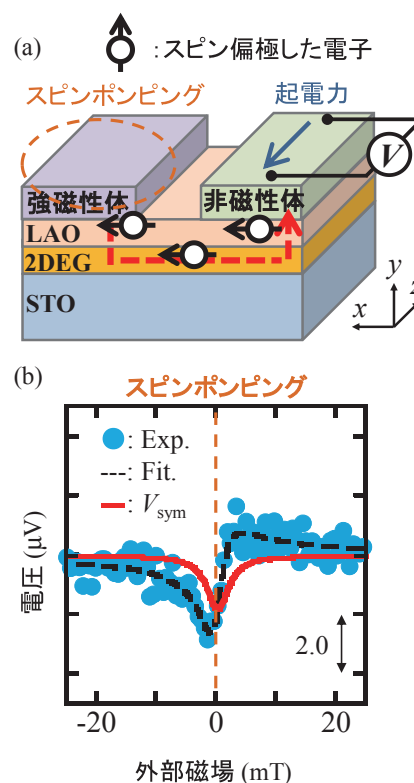 (a)
:スピン偏極した電子
スピンポンピング
起電力
V
強磁性体
非磁性体
LAO
2DEG
STO
y
z
x
(b)
スピンポンピング
: Exp.
---: Fit.
: Vsym
電圧 (μV)
2.0
-20
0
20
外部磁場 (mT)